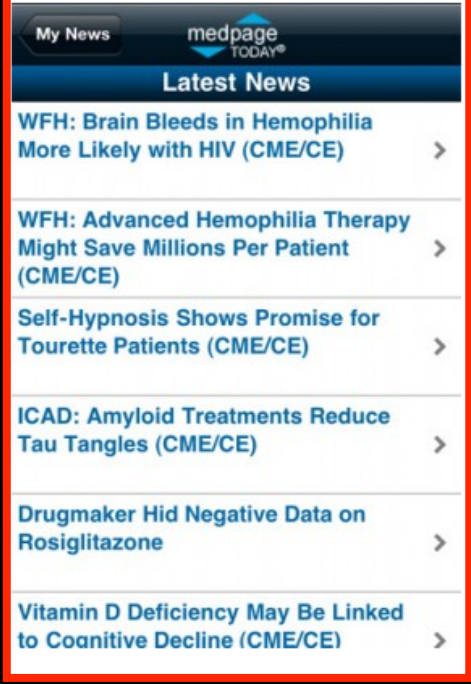 My News
medpage
TODAY®
Latest News
WFH: Brain Bleeds in Hemophilia
More Likely with HIV (CME/CE)
WFH: Advanced Hemophilia Therapy
Might Save Millions Per Patient
(CME/CE)
Self-Hypnosis Shows Promise for
Tourette Patients (CME/CE)
ICAD: Amyloid Treatments Reduce
Tau Tangles (CME/CE)
Drugmaker Hid Negative Data on
Rosiglitazone
Vitamin D Deficiency May Be Linked
to Cognitive Decline (CME/CE)